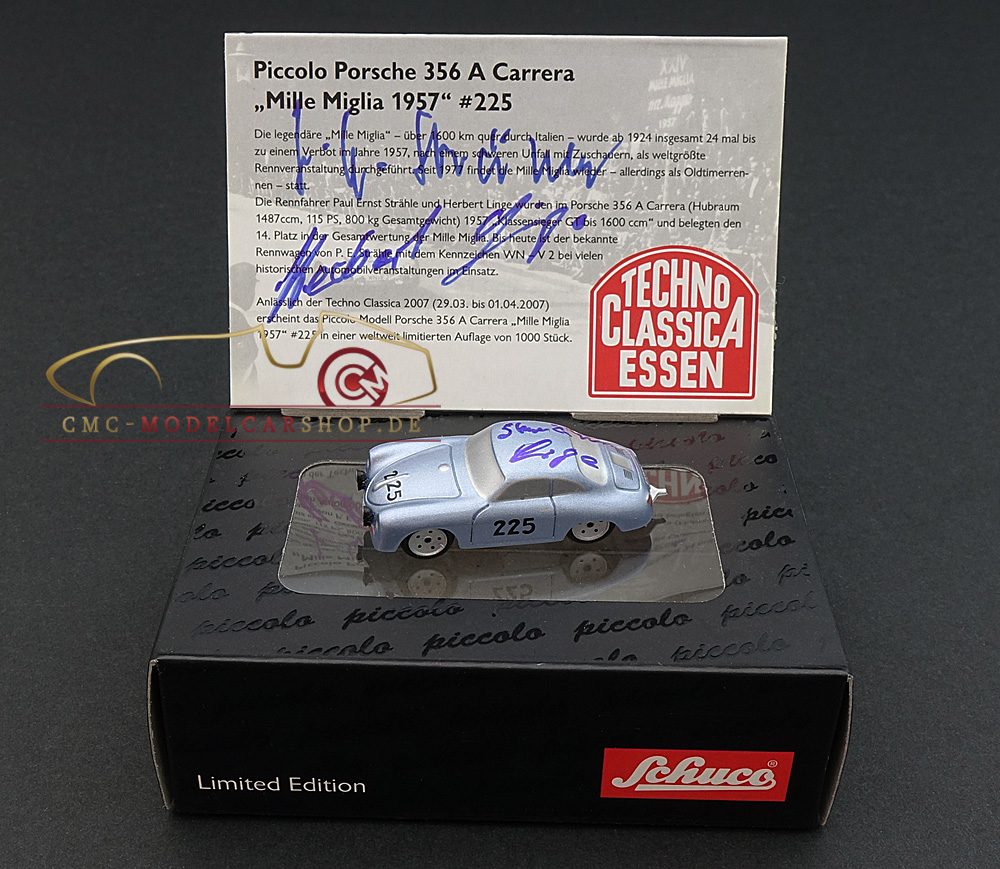 Piccolo Porsche 356 A Carrera
„Mille Miglia 1957“ #225
Die legendäre „Mille Miglia“ – über 1600 km quer durch Italien – wurde ab 1924 insgesamt 24 mal bis
zu einem Verbot im Jahre 1957, nach einem schweren Unfall mit Zuschauern, als weltgrößte
Rennveranstaltung durchgeführt. Seit 1977 findet die Mille Miglia wieder – allerdings als Oldtimerren-
nen – statt.
Die Rennfahrer Paul Ernst Strähle und Herbert Linge wurden im Porsche 356 A Carrera (Hubraum
1487ccm, 115 PS, 800 kg Gesamtgewicht) 1957 „Klassensieger GT bis 1600 ccm“ und belegten den
14. Platz in der Gesamtwertung der Mille Miglia. Bis heute ist der bekannte
Rennwagen von P. E. Strähle mit dem Kennzeichen WN - V 2 bei vielen
historischen Automobilveranstaltungen im Einsatz.
Anlässlich der Techno Classica 2007 (29.03. bis 01.04.2007)
erscheint das Piccolo Modell Porsche 356 A Carrera „Mille Miglia
1957“ #225 in einer weltweit limitierten Auflage von 1000 Stück.
Herbert Linge
TECHNO
CLASSICA
ESSEN
CMC
CMC-MODELCARSHOP.DE
225
225
piccolo
piccolo
piccolo
piccolo
piccolo
piccolo
Limited Edition
Schuco®